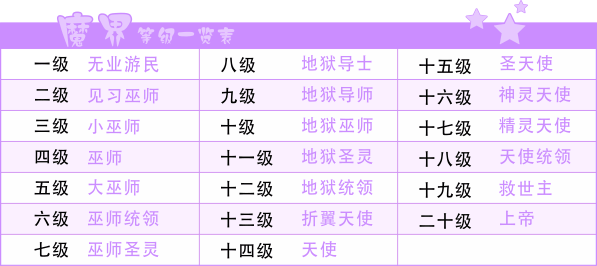 魔界等级一览表
一级 无业游民 八级 地狱导士 十五级 圣天使
二级 见习巫师 九级 地狱导师 十六级 神灵天使
三级 小巫师 十级 地狱巫师 十七级 精灵天使
四级 巫师 十一级 地狱圣灵 十八级 天使统领
五级 大巫师 十二级 地狱统领 十九级 救世主
六级 巫师统领 十三级 折翼天使 二十级 上帝
七级 巫师圣灵 十四级 天使